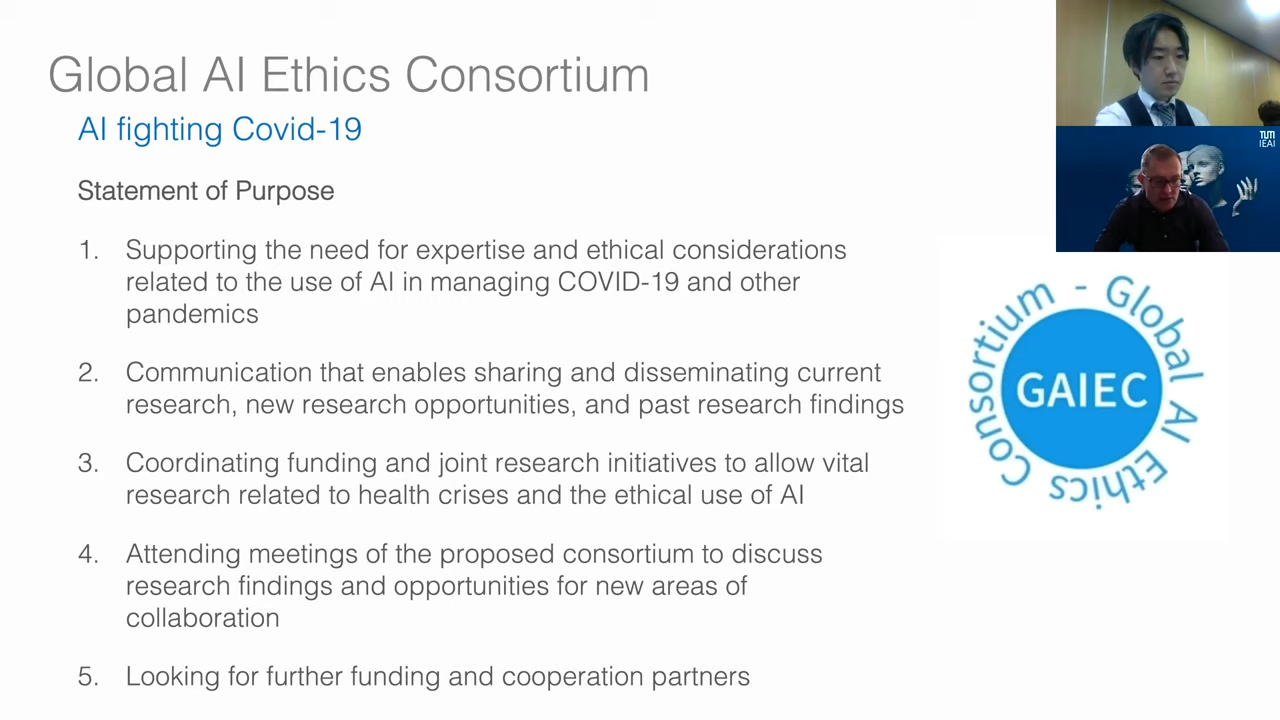 Global AI Ethics Consortium
AI fighting Covid-19
Statement of Purpose
1. Supporting the need for expertise and ethical considerations
related to the use of AI in managing COVID-19 and other
pandemics
2. Communication that enables sharing and disseminating current
research, new research opportunities, and past research findings
3. Coordinating funding and joint research initiatives to allow vital
research related to health crises and the ethical use of AI
4. Attending meetings of the proposed consortium to discuss
research findings and opportunities for new areas of
collaboration
5. Looking for further funding and cooperation partners
TUM
IEAI
GAIEC
Consortium - Global AI Ethics